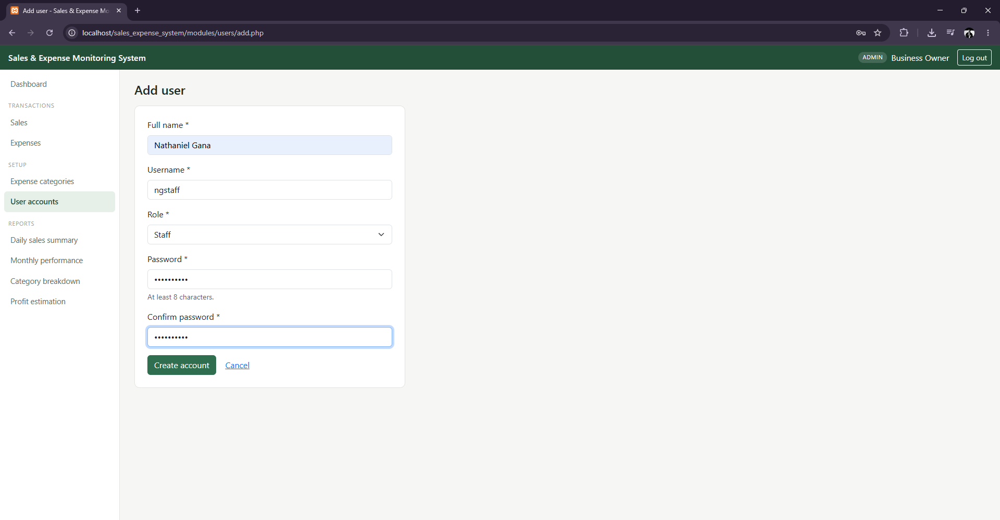 Add user - Sales & Expense Mo
localhost/sales_expense_system/modules/users/add.php
Sales & Expense Monitoring System
ADMIN Business Owner Log out
Dashboard
TRANSACTIONS
Sales
Expenses
SETUP
Expense categories
User accounts
REPORTS
Daily sales summary
Monthly performance
Category breakdown
Profit estimation
Add user
Full name *
Nathaniel Gana
Username *
ngstaff
Role *
Staff
Password *
••••••••••
At least 8 characters.
Confirm password *
••••••••••
Create account Cancel